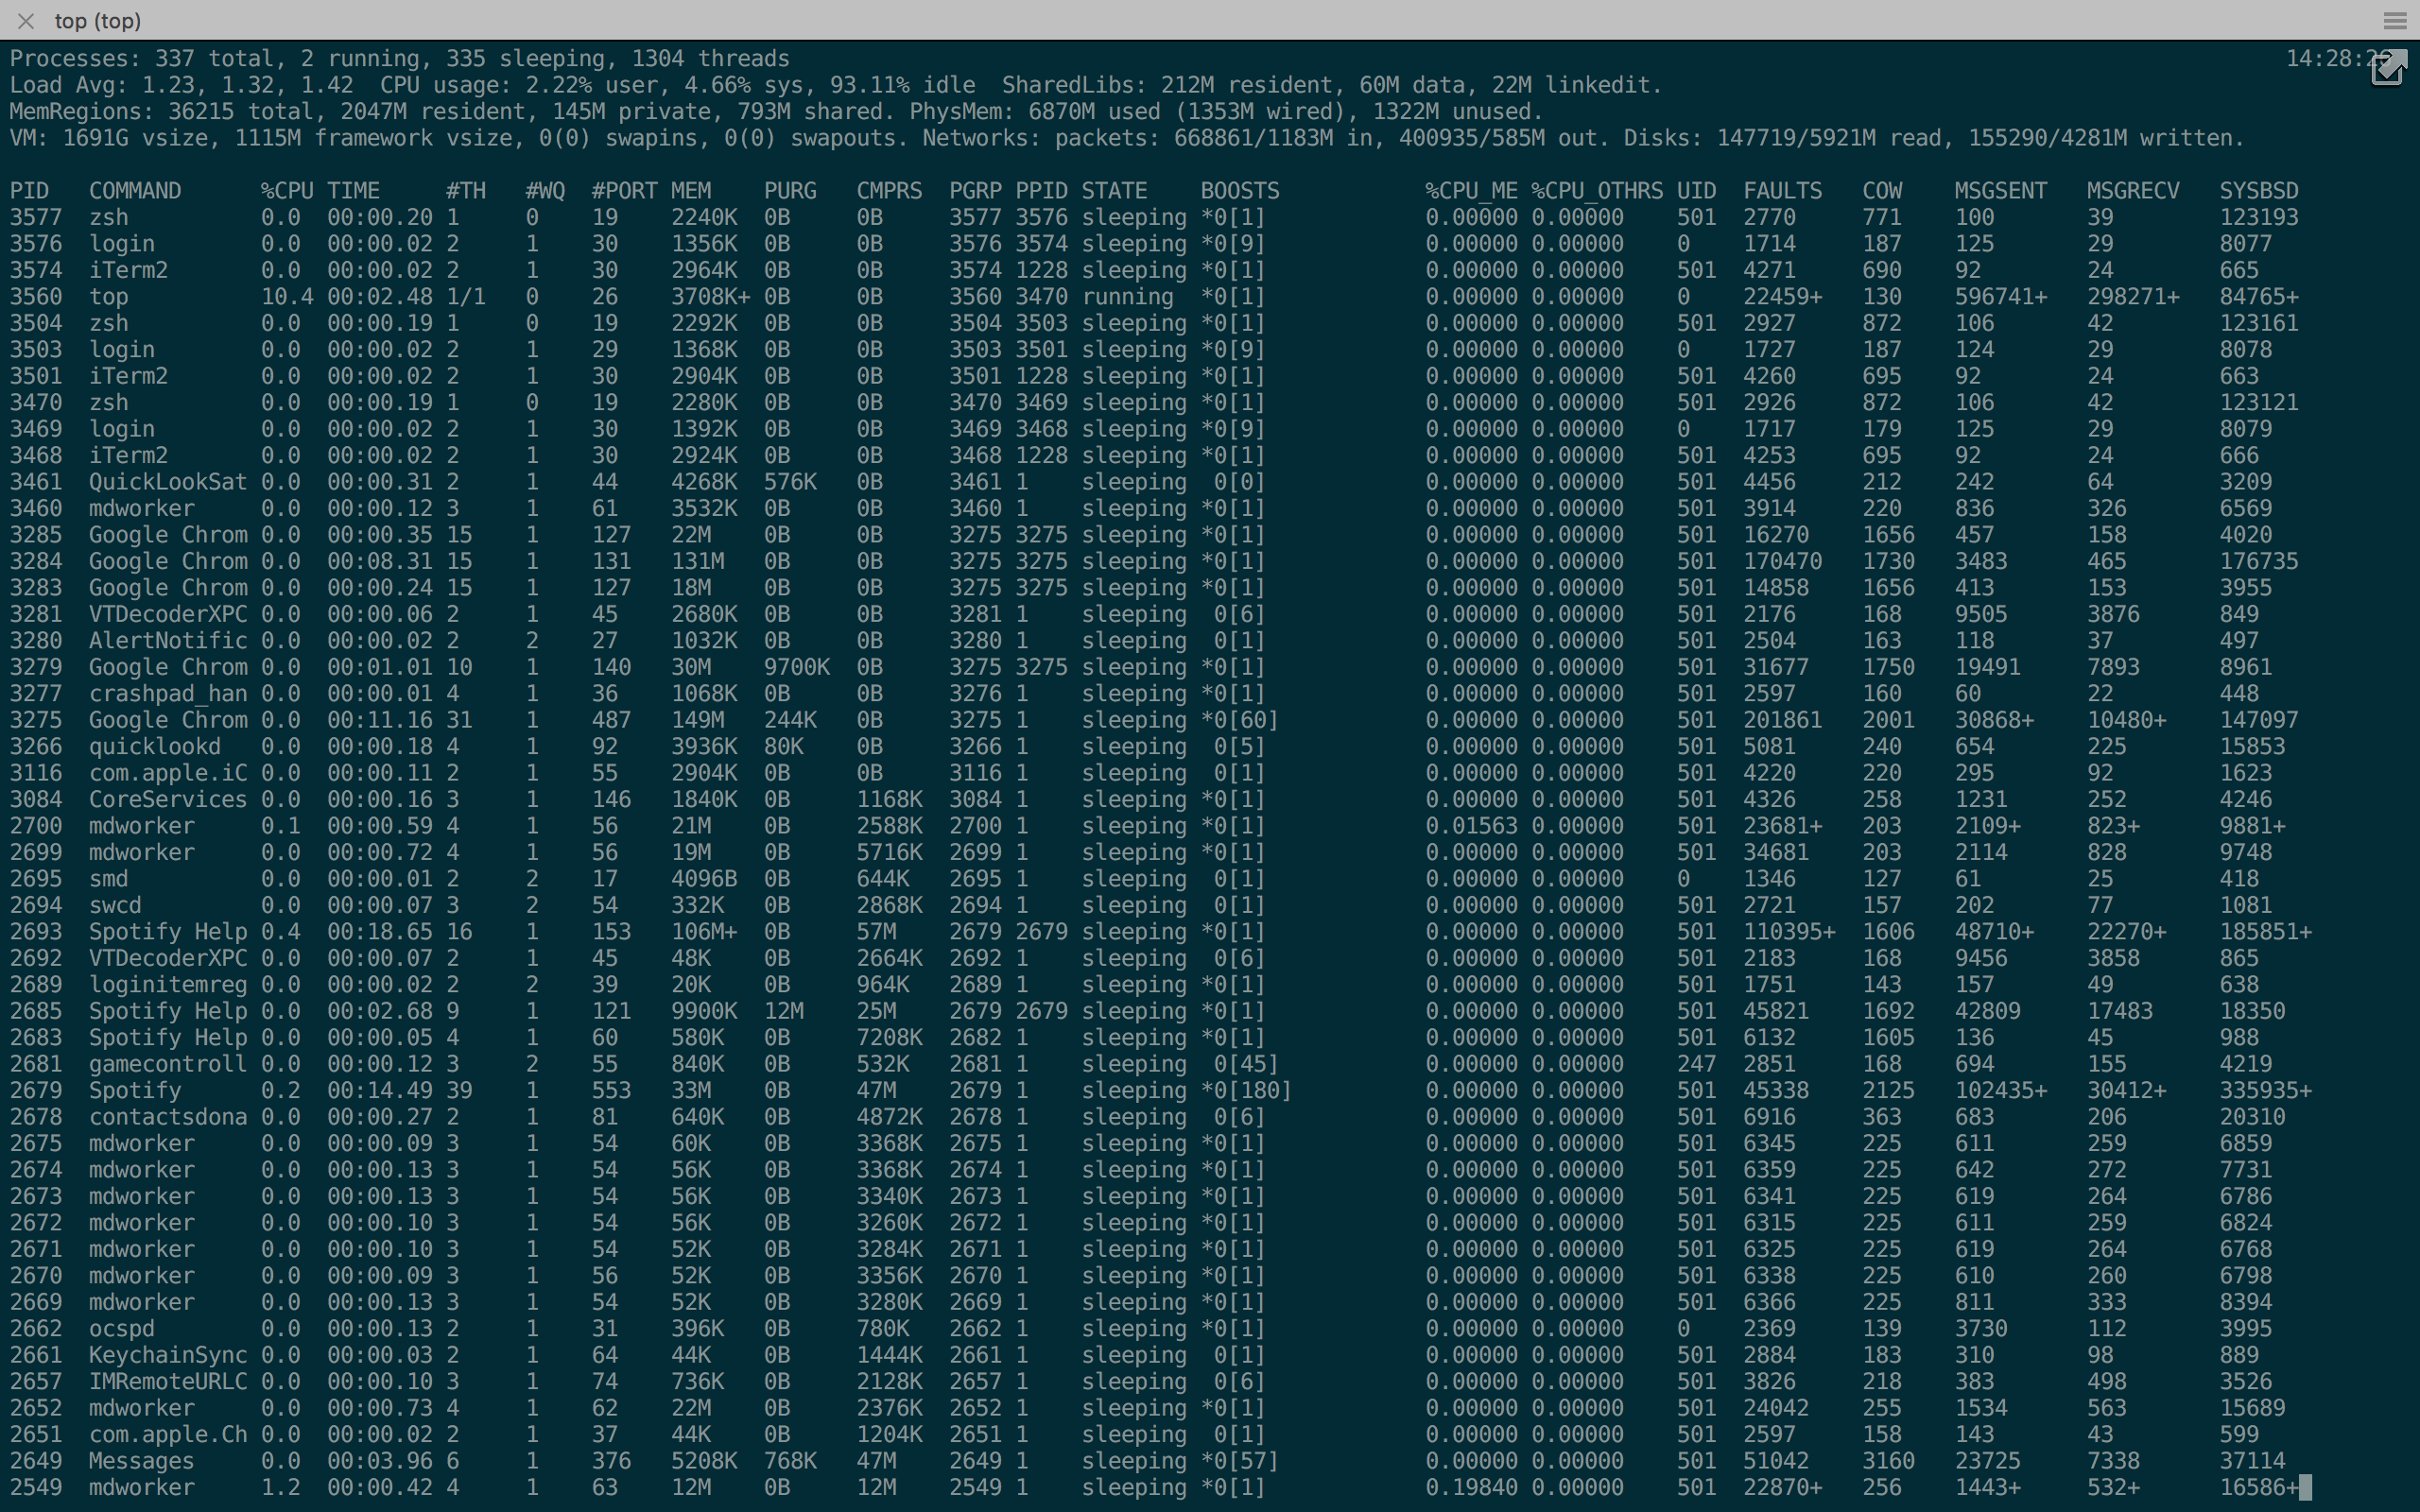 top (top)
Processes: 337 total, 2 running, 335 sleeping, 1304 threads 14:28:2
Load Avg: 1.23, 1.32, 1.42  CPU usage: 2.22% user, 4.66% sys, 93.11% idle  SharedLibs: 212M resident, 60M data, 22M linkedit.
MemRegions: 36215 total, 2047M resident, 145M private, 793M shared. PhysMem: 6870M used (1353M wired), 1322M unused.
VM: 1691G vsize, 1115M framework vsize, 0(0) swapins, 0(0) swapouts. Networks: packets: 668861/1183M in, 400935/585M out. Disks: 147719/5921M read, 155290/4281M written.
PID COMMAND %CPU TIME #TH #WQ #PORT MEM PURG CMPRS PGRP PPID STATE BOOSTS %CPU_ME %CPU_OTHRS UID FAULTS COW MSGSENT MSGRECV SYSBSD
3577 zsh 0.0 00:00.20 1 0 19 2240K 0B 0B 3577 3576 sleeping *0[1] 0.00000 0.00000 501 2770 771 100 39 123193
3576 login 0.0 00:00.02 2 1 30 1356K 0B 0B 3576 3574 sleeping *0[9] 0.00000 0.00000 0 1714 187 125 29 8077
3574 iTerm2 0.0 00:00.02 2 1 30 2964K 0B 0B 3574 1228 sleeping *0[1] 0.00000 0.00000 501 4271 690 92 24 665
3560 top 10.4 00:02.48 1/1 0 26 3708K+ 0B 0B 3560 3470 running *0[1] 0.00000 0.00000 0 22459+ 130 596741+ 298271+ 84765+
3504 zsh 0.0 00:00.19 1 0 19 2292K 0B 0B 3504 3503 sleeping *0[1] 0.00000 0.00000 501 2927 872 106 42 123161
3503 login 0.0 00:00.02 2 1 29 1368K 0B 0B 3503 3501 sleeping *0[9] 0.00000 0.00000 0 1727 187 124 29 8078
3501 iTerm2 0.0 00:00.02 2 1 30 2904K 0B 0B 3501 1228 sleeping *0[1] 0.00000 0.00000 501 4260 695 92 24 663
3470 zsh 0.0 00:00.19 1 0 19 2280K 0B 0B 3470 3469 sleeping *0[1] 0.00000 0.00000 501 2926 872 106 42 123121
3469 login 0.0 00:00.02 2 1 30 1392K 0B 0B 3469 3468 sleeping *0[9] 0.00000 0.00000 0 1717 179 125 29 8079
3468 iTerm2 0.0 00:00.02 2 1 30 2924K 0B 0B 3468 1228 sleeping *0[1] 0.00000 0.00000 501 4253 695 92 24 666
3461 QuickLookSat 0.0 00:00.31 2 1 44 4268K 576K 0B 3461 1 sleeping 0[0] 0.00000 0.00000 501 4456 212 242 64 3209
3460 mdworker 0.0 00:00.12 3 1 61 3532K 0B 0B 3460 1 sleeping *0[1] 0.00000 0.00000 501 3914 220 836 326 6569
3285 Google Chrom 0.0 00:00.35 15 1 127 22M 0B 0B 3275 3275 sleeping *0[1] 0.00000 0.00000 501 16270 1656 457 158 4020
3284 Google Chrom 0.0 00:08.31 15 1 131 131M 0B 0B 3275 3275 sleeping *0[1] 0.00000 0.00000 501 170470 1730 3483 465 176735
3283 Google Chrom 0.0 00:00.24 15 1 127 18M 0B 0B 3275 3275 sleeping *0[1] 0.00000 0.00000 501 14858 1656 413 153 3955
3281 VTDecoderXPC 0.0 00:00.06 2 1 45 2680K 0B 0B 3281 1 sleeping 0[6] 0.00000 0.00000 501 2176 168 9505 3876 849
3280 AlertNotific 0.0 00:00.02 2 2 27 1032K 0B 0B 3280 1 sleeping 0[1] 0.00000 0.00000 501 2504 163 118 37 497
3279 Google Chrom 0.0 00:01.01 10 1 140 30M 9700K 0B 3275 3275 sleeping *0[1] 0.00000 0.00000 501 31677 1750 19491 7893 8961
3277 crashpad_han 0.0 00:00.01 4 1 36 1068K 0B 0B 3276 1 sleeping *0[1] 0.00000 0.00000 501 2597 160 60 22 448
3275 Google Chrom 0.0 00:11.16 31 1 487 149M 244K 0B 3275 1 sleeping *0[60] 0.00000 0.00000 501 201861 2001 30868+ 10480+ 147097
3266 quicklookd 0.0 00:00.18 4 1 92 3936K 80K 0B 3266 1 sleeping 0[5] 0.00000 0.00000 501 5081 240 654 225 15853
3116 com.apple.iC 0.0 00:00.11 2 1 55 2904K 0B 0B 3116 1 sleeping 0[1] 0.00000 0.00000 501 4220 220 295 92 1623
3084 CoreServices 0.0 00:00.16 3 1 146 1840K 0B 1168K 3084 1 sleeping *0[1] 0.00000 0.00000 501 4326 258 1231 252 4246
2700 mdworker 0.1 00:00.59 4 1 56 21M 0B 2588K 2700 1 sleeping *0[1] 0.01563 0.00000 501 23681+ 203 2109+ 823+ 9881+
2699 mdworker 0.0 00:00.72 4 1 56 19M 0B 5716K 2699 1 sleeping *0[1] 0.00000 0.00000 501 34681 203 2114 828 9748
2695 smd 0.0 00:00.01 2 2 17 4096B 0B 644K 2695 1 sleeping 0[1] 0.00000 0.00000 0 1346 127 61 25 418
2694 swcd 0.0 00:00.07 3 2 54 332K 0B 2868K 2694 1 sleeping 0[1] 0.00000 0.00000 501 2721 157 202 77 1081
2693 Spotify Help 0.4 00:18.65 16 1 153 106M+ 0B 57M 2679 2679 sleeping *0[1] 0.00000 0.00000 501 110395+ 1606 48710+ 22270+ 185851+
2692 VTDecoderXPC 0.0 00:00.07 2 1 45 48K 0B 2664K 2692 1 sleeping 0[6] 0.00000 0.00000 501 2183 168 9456 3858 865
2689 loginitemreg 0.0 00:00.02 2 2 39 20K 0B 964K 2689 1 sleeping *0[1] 0.00000 0.00000 501 1751 143 157 49 638
2685 Spotify Help 0.0 00:02.68 9 1 121 9900K 12M 25M 2679 2679 sleeping *0[1] 0.00000 0.00000 501 45821 1692 42809 17483 18350
2683 Spotify Help 0.0 00:00.05 4 1 60 580K 0B 7208K 2682 1 sleeping *0[1] 0.00000 0.00000 501 6132 1605 136 45 988
2681 gamecontroll 0.0 00:00.12 3 2 55 840K 0B 532K 2681 1 sleeping 0[45] 0.00000 0.00000 247 2851 168 694 155 4219
2679 Spotify 0.2 00:14.49 39 1 553 33M 0B 47M 2679 1 sleeping *0[180] 0.00000 0.00000 501 45338 2125 102435+ 30412+ 335935+
2678 contactsdona 0.0 00:00.27 2 1 81 640K 0B 4872K 2678 1 sleeping 0[6] 0.00000 0.00000 501 6916 363 683 206 20310
2675 mdworker 0.0 00:00.09 3 1 54 60K 0B 3368K 2675 1 sleeping *0[1] 0.00000 0.00000 501 6345 225 611 259 6859
2674 mdworker 0.0 00:00.13 3 1 54 56K 0B 3368K 2674 1 sleeping *0[1] 0.00000 0.00000 501 6359 225 642 272 7731
2673 mdworker 0.0 00:00.13 3 1 54 56K 0B 3340K 2673 1 sleeping *0[1] 0.00000 0.00000 501 6341 225 619 264 6786
2672 mdworker 0.0 00:00.10 3 1 54 56K 0B 3260K 2672 1 sleeping *0[1] 0.00000 0.00000 501 6315 225 611 259 6824
2671 mdworker 0.0 00:00.10 3 1 54 52K 0B 3284K 2671 1 sleeping *0[1] 0.00000 0.00000 501 6325 225 619 264 6768
2670 mdworker 0.0 00:00.09 3 1 56 52K 0B 3356K 2670 1 sleeping *0[1] 0.00000 0.00000 501 6338 225 610 260 6798
2669 mdworker 0.0 00:00.13 3 1 54 52K 0B 3280K 2669 1 sleeping *0[1] 0.00000 0.00000 501 6366 225 811 333 8394
2662 ocspd 0.0 00:00.13 2 1 31 396K 0B 780K 2662 1 sleeping *0[1] 0.00000 0.00000 0 2369 139 3730 112 3995
2661 KeychainSync 0.0 00:00.03 2 1 64 44K 0B 1444K 2661 1 sleeping 0[1] 0.00000 0.00000 501 2884 183 310 98 889
2657 IMRemoteURLC 0.0 00:00.10 3 1 74 736K 0B 2128K 2657 1 sleeping 0[6] 0.00000 0.00000 501 3826 218 383 498 3526
2652 mdworker 0.0 00:00.73 4 1 62 22M 0B 2376K 2652 1 sleeping *0[1] 0.00000 0.00000 501 24042 255 1534 563 15689
2651 com.apple.Ch 0.0 00:00.02 2 1 37 44K 0B 1204K 2651 1 sleeping 0[1] 0.00000 0.00000 501 2597 158 143 43 599
2649 Messages 0.0 00:03.96 6 1 376 5208K 768K 47M 2649 1 sleeping *0[57] 0.00000 0.00000 501 51042 3160 23725 7338 37114
2549 mdworker 1.2 00:00.42 4 1 63 12M 0B 12M 2549 1 sleeping *0[1] 0.19840 0.00000 501 22870+ 256 1443+ 532+ 16586+